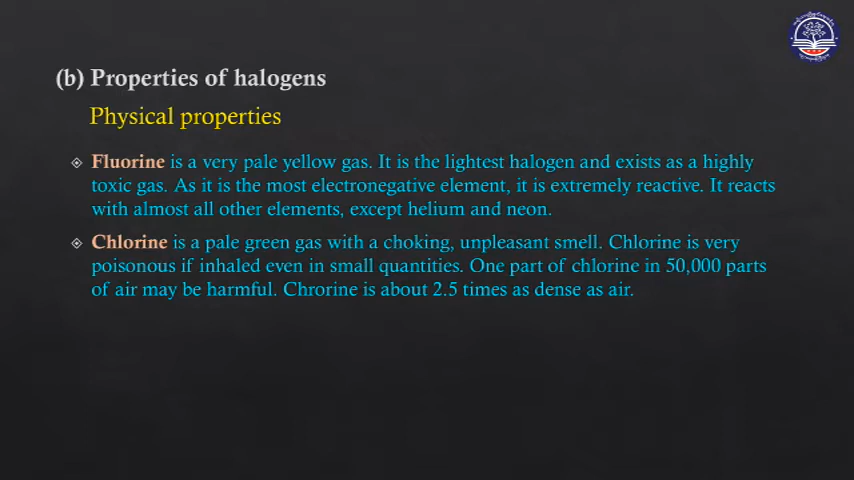 (b) Properties of halogens
Physical properties
Fluorine is a very pale yellow gas. It is the lightest halogen and exists as a highly
toxic gas. As it is the most electronegative element, it is extremely reactive. It reacts
with almost all other elements, except helium and neon.
Chlorine is a pale green gas with a choking, unpleasant smell. Chlorine is very
poisonous if inhaled even in small quantities. One part of chlorine in 50,000 parts
of air may be harmful. Chrorine is about 2.5 times as dense as air.